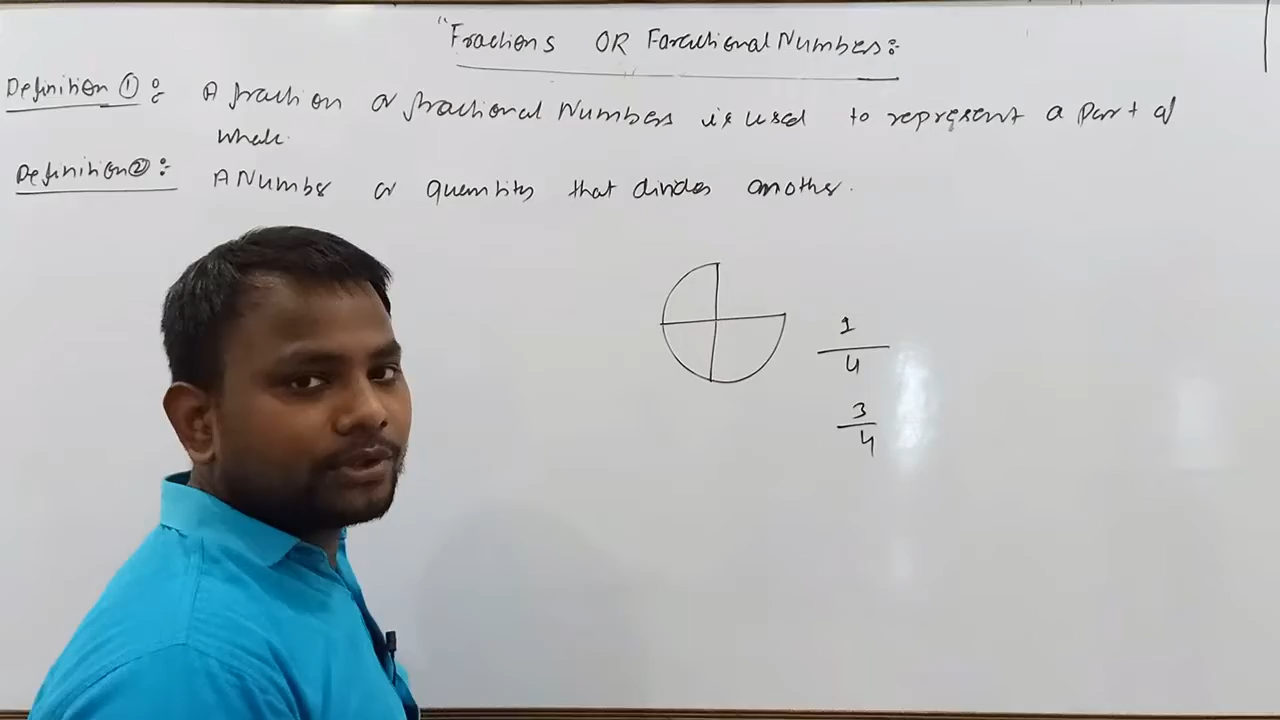 "Fractions OR Faractional Numbers:
Definition ①: A fraction or fractional Numbers is used to represent a part of
whole.
Definition ②: A Number or quantity that divides another.
1
4
3
4